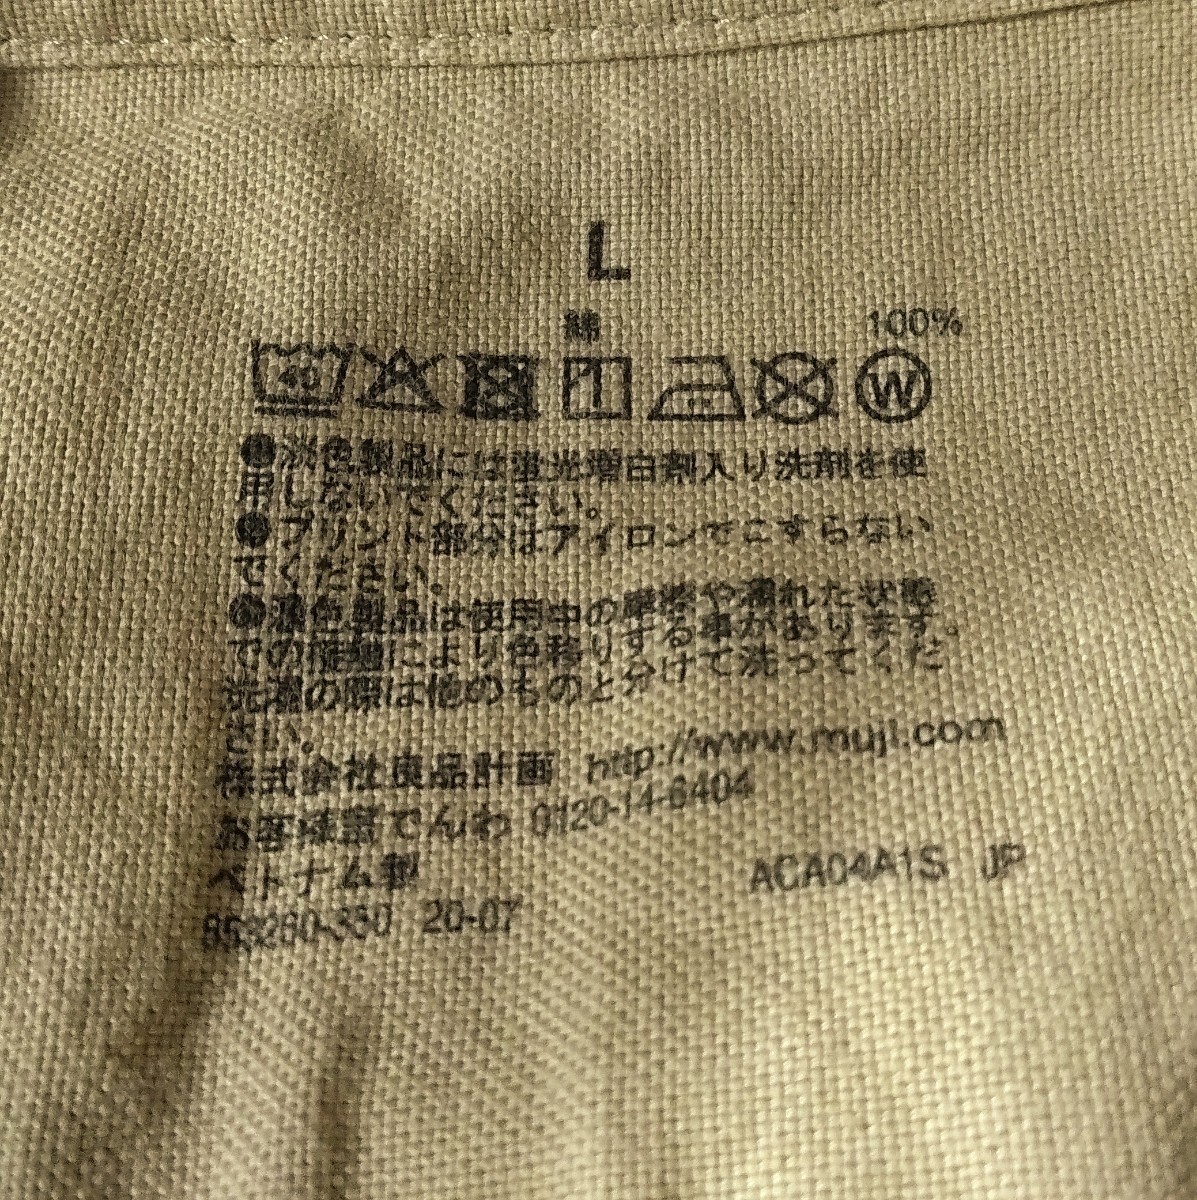 L
綿 100%
40 W
●淡色製品には蛍光増白剤入り洗剤を使
用しないでください。
●プリント部分はアイロンでこすらない
でください。
●濃色製品は使用中の摩擦や濡れた状態
での接触により色移りする事があります。
洗濯の際は他のものと分けて洗ってくだ
さい。
株式会社良品計画 http://www.muji.com
お客様室でんわ 0120-14-6404
ベトナム製 ACA04A1S JP
20-07